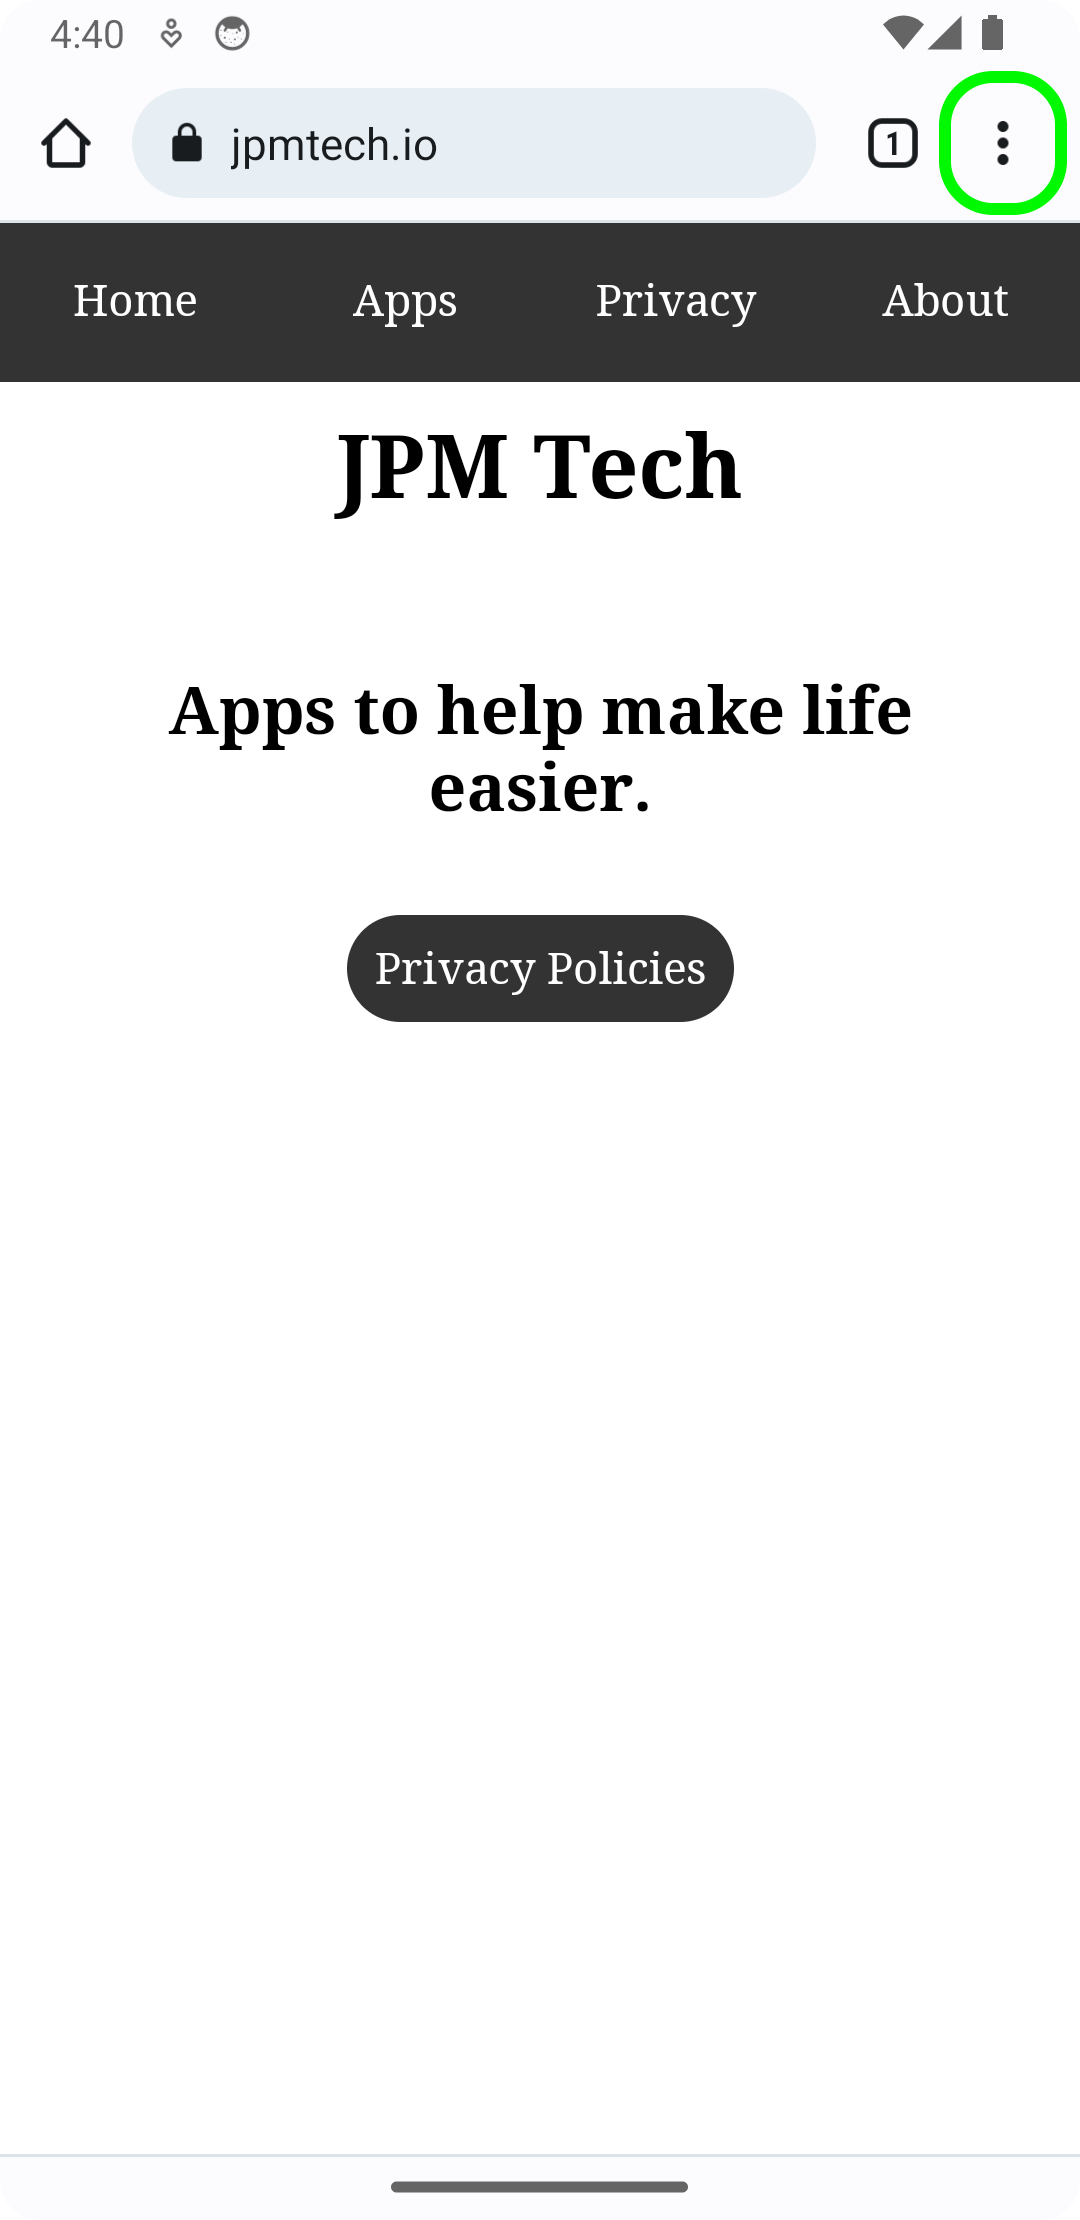 4:40
jpmtech.io
1
Home Apps Privacy About
JPM Tech
Apps to help make life
easier.
Privacy Policies